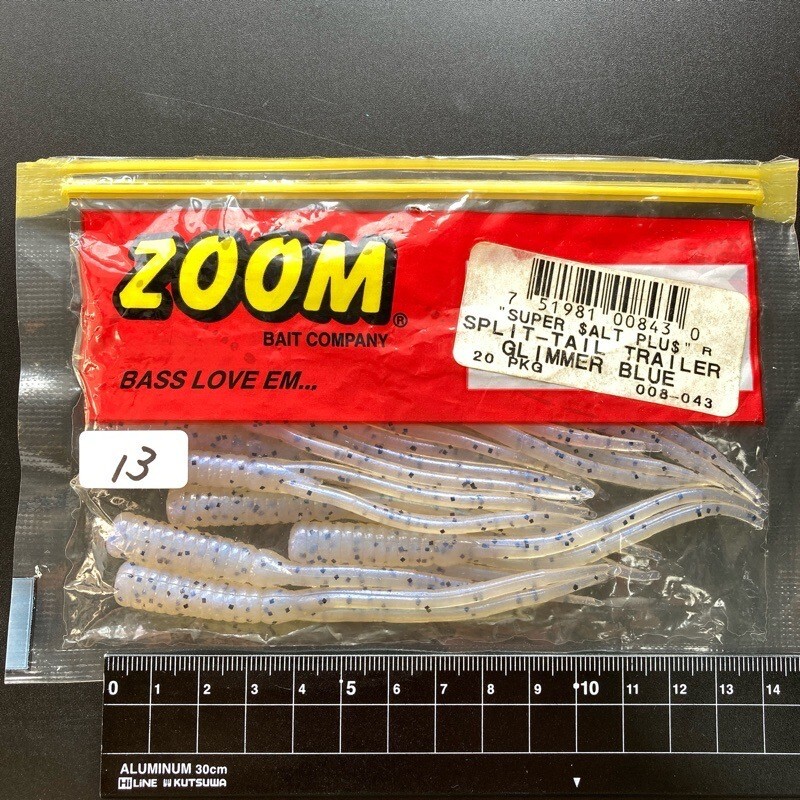 ZOOM®
BAIT COMPANY
BASS LOVE EM...
7 51981 00843 0
"SUPER $ALT PLU$" R
SPLIT-TAIL TRAILER
GLIMMER BLUE
20 PKG
008-043
13
0 1 2 3 4 5 6 7 8 9 10 11 12 13 14
ALUMINUM 30cm
Hi LiNE KUTSUWA